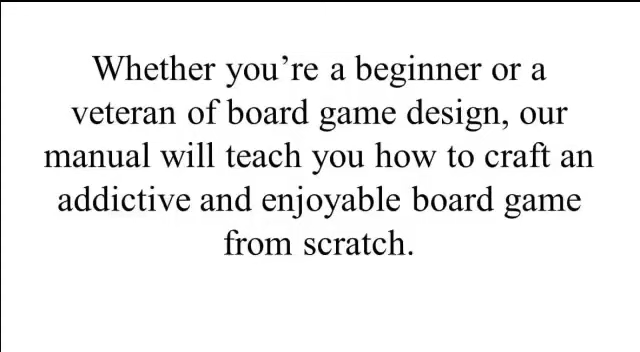 Whether you’re a beginner or a
veteran of board game design, our
manual will teach you how to craft an
addictive and enjoyable board game
from scratch.